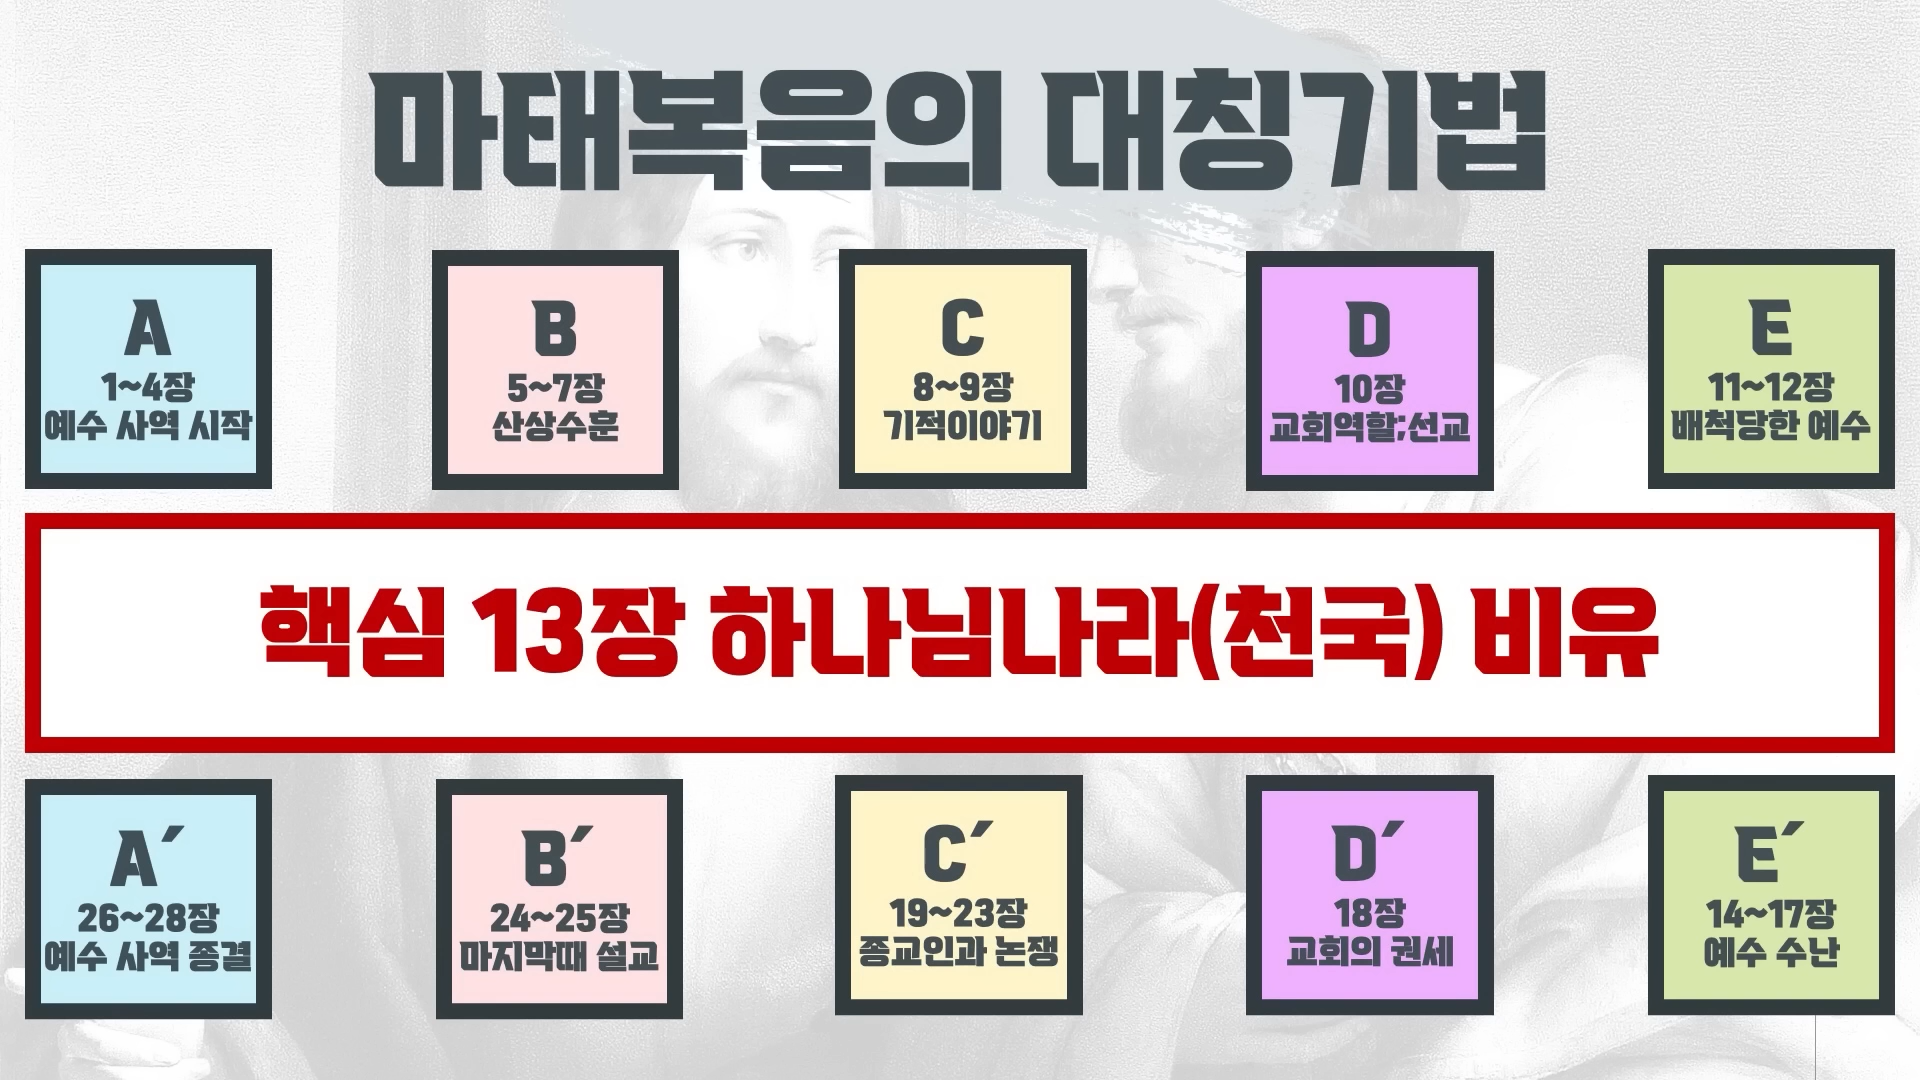 마태복음의 대칭기법
A
1~4장
예수 사역 시작
B
5~7장
산상수훈
C
8~9장
기적이야기
D
10장
교회역할;선교
E
11~12장
배척당한 예수
핵심 13장 하나님나라(천국) 비유
A´
26~28장
예수 사역 종결
B´
24~25장
마지막때 설교
C´
19~23장
종교인과 논쟁
D´
18장
교회의 권세
E´
14~17장
예수 수난